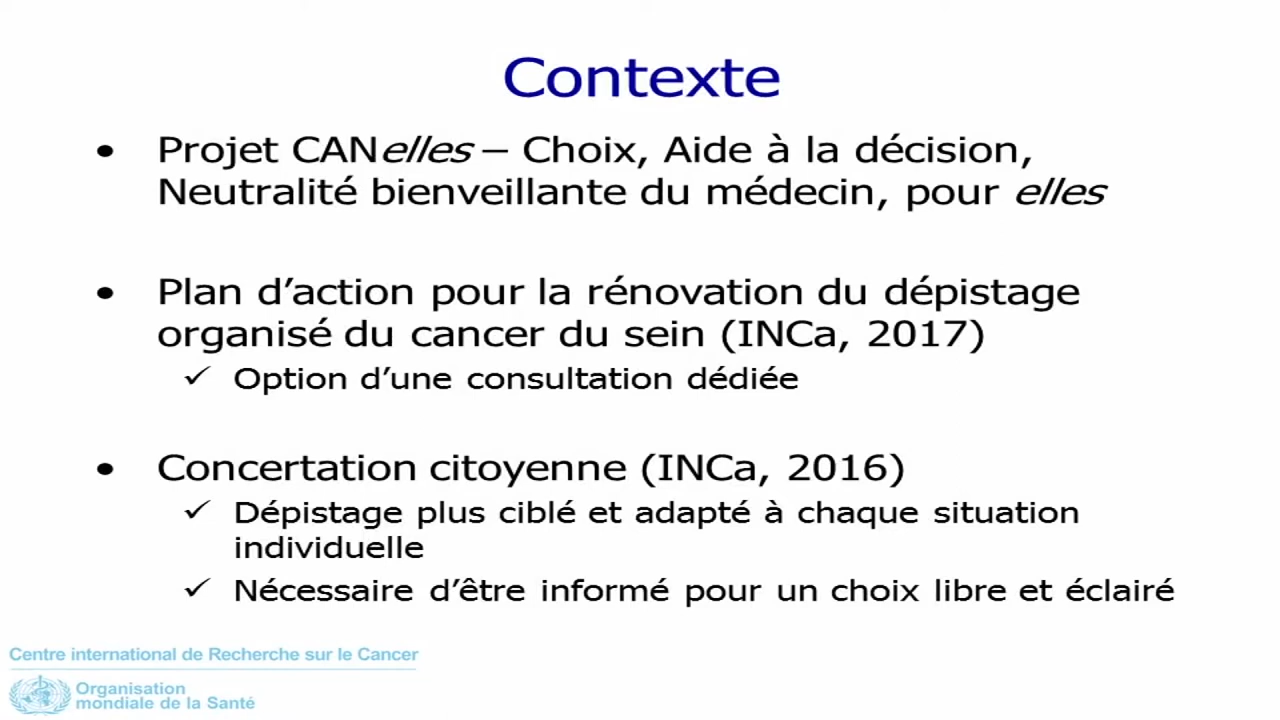 Contexte
• Projet CANelles – Choix, Aide à la décision,
Neutralité bienveillante du médecin, pour elles
• Plan d’action pour la rénovation du dépistage
organisé du cancer du sein (INCa, 2017)
✓ Option d’une consultation dédiée
• Concertation citoyenne (INCa, 2016)
✓ Dépistage plus ciblé et adapté à chaque situation
individuelle
✓ Nécessaire d’être informé pour un choix libre et éclairé
Centre international de Recherche sur le Cancer
Organisation
mondiale de la Santé